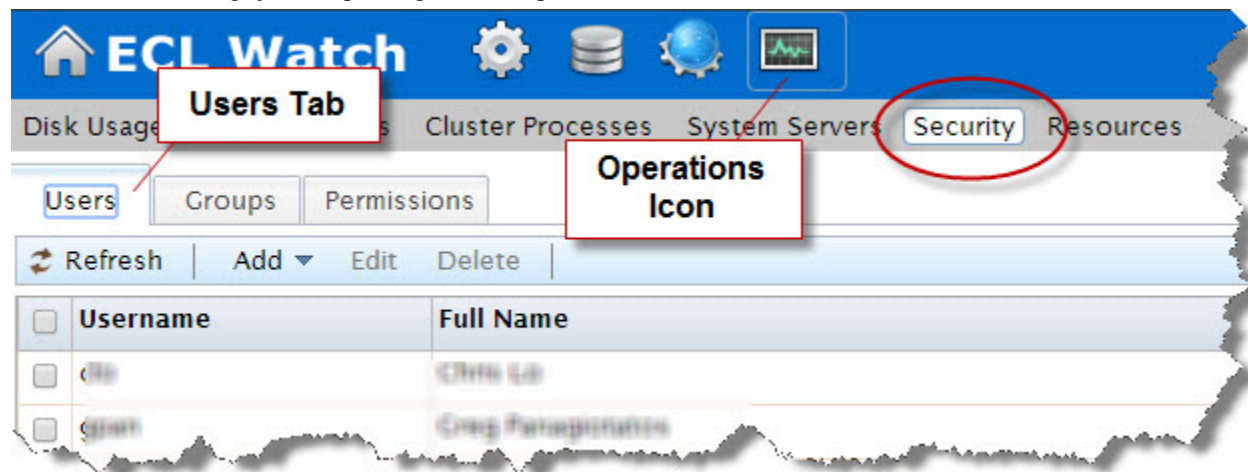 ECL Watch
Users Tab
Disk Usage Cluster Processes System Servers Security Resources
Operations
Icon
Users Groups Permissions
Refresh Add Edit Delete
Username Full Name